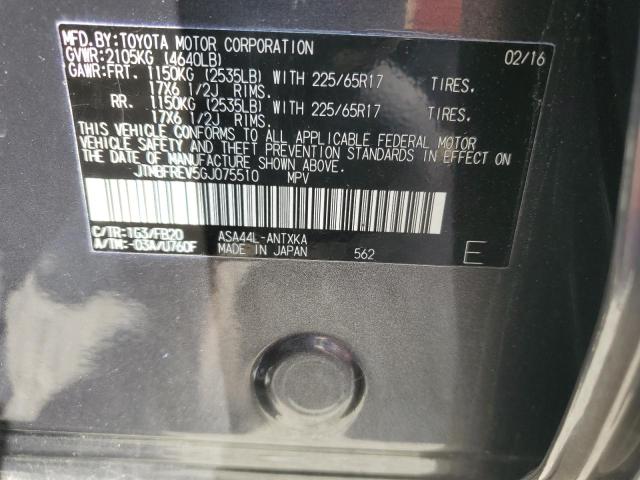 MFD. BY: TOYOTA MOTOR CORPORATION 02/16
GVWR: 2105KG (4640LB)
GAWR: FRT. 1150KG (2535LB) WITH 225/65R17 TIRES,
17X6 1/2J RIMS.
RR. 1150KG (2535LB) WITH 225/65R17 TIRES,
17X6 1/2J RIMS.
THIS VEHICLE CONFORMS TO ALL APPLICABLE FEDERAL MOTOR
VEHICLE SAFETY AND THEFT PREVENTION STANDARDS IN EFFECT ON
THE DATE OF MANUFACTURE SHOWN ABOVE.
JTMBFREV5GJ075510 MPV
C/TR: 1G3/FB20 ASA44L-ANTXKA
A/TM: -03A/U760F MADE IN JAPAN 562 E